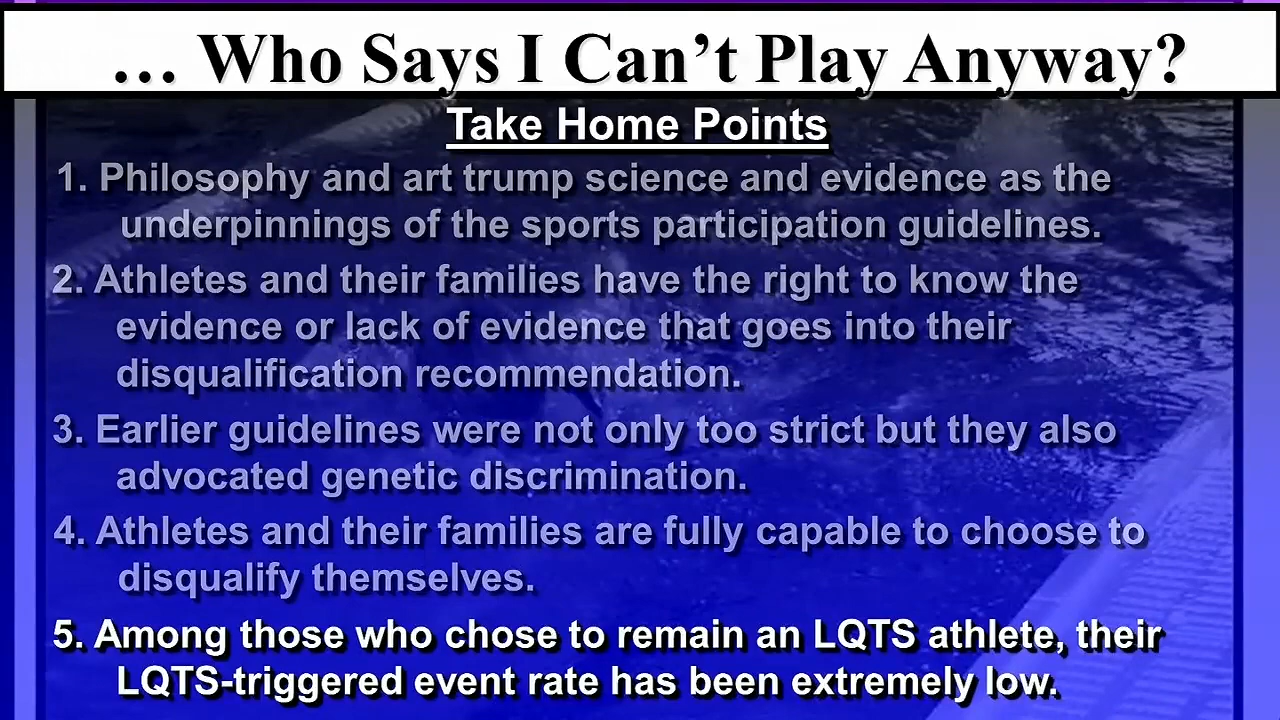 … Who Says I Can’t Play Anyway?
Take Home Points
1. Philosophy and art trump science and evidence as the
underpinnings of the sports participation guidelines.
2. Athletes and their families have the right to know the
evidence or lack of evidence that goes into their
disqualification recommendation.
3. Earlier guidelines were not only too strict but they also
advocated genetic discrimination.
4. Athletes and their families are fully capable to choose to
disqualify themselves.
5. Among those who chose to remain an LQTS athlete, their
LQTS-triggered event rate has been extremely low.